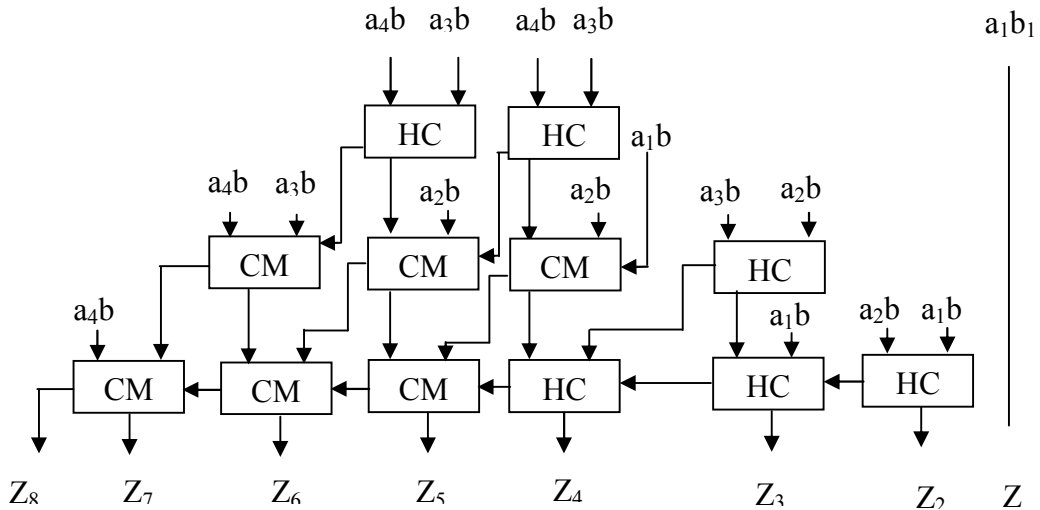 a₄b a₃b a₄b a₃b a₁b₁
HC HC a₁b
a₄b a₃b a₂b a₂b a₃b a₂b
CM CM CM HC
a₄b a₁b a₂b a₁b
CM CM CM HC HC HC
Z₈ Z₇ Z₆ Z₅ Z₄ Z₃ Z₂ Z